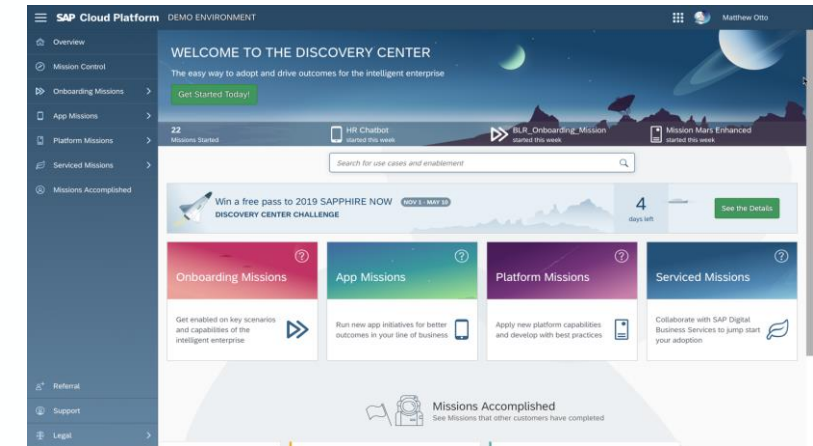 SAP Cloud Platform DEMO ENVIRONMENT
Matthew Otto
Overview
Mission Control
Onboarding Missions
App Missions
Platform Missions
Serviced Missions
Missions Accomplished
Referral
Support
Legal
WELCOME TO THE DISCOVERY CENTER
The easy way to adopt and drive outcomes for the intelligent enterprise
Get Started Today!
22
Missions Started
HR Chatbot
started this week
BLR_Onboarding_Mission
started this week
Mission Mars Enhanced
started this week
Search for use cases and enablement
Win a free pass to 2019 SAPPHIRE NOW NOV 1 - MAY 10
DISCOVERY CENTER CHALLENGE
4
days left
See the Details
Onboarding Missions
Get enabled on key scenarios
and capabilities of the
intelligent enterprise
App Missions
Run new app initiatives for better
outcomes in your line of business
Platform Missions
Apply new platform capabilities
and develop with best practices
Serviced Missions
Collaborate with SAP Digital
Business Services to jump start
your adoption
Missions Accomplished
See Missions that other customers have completed